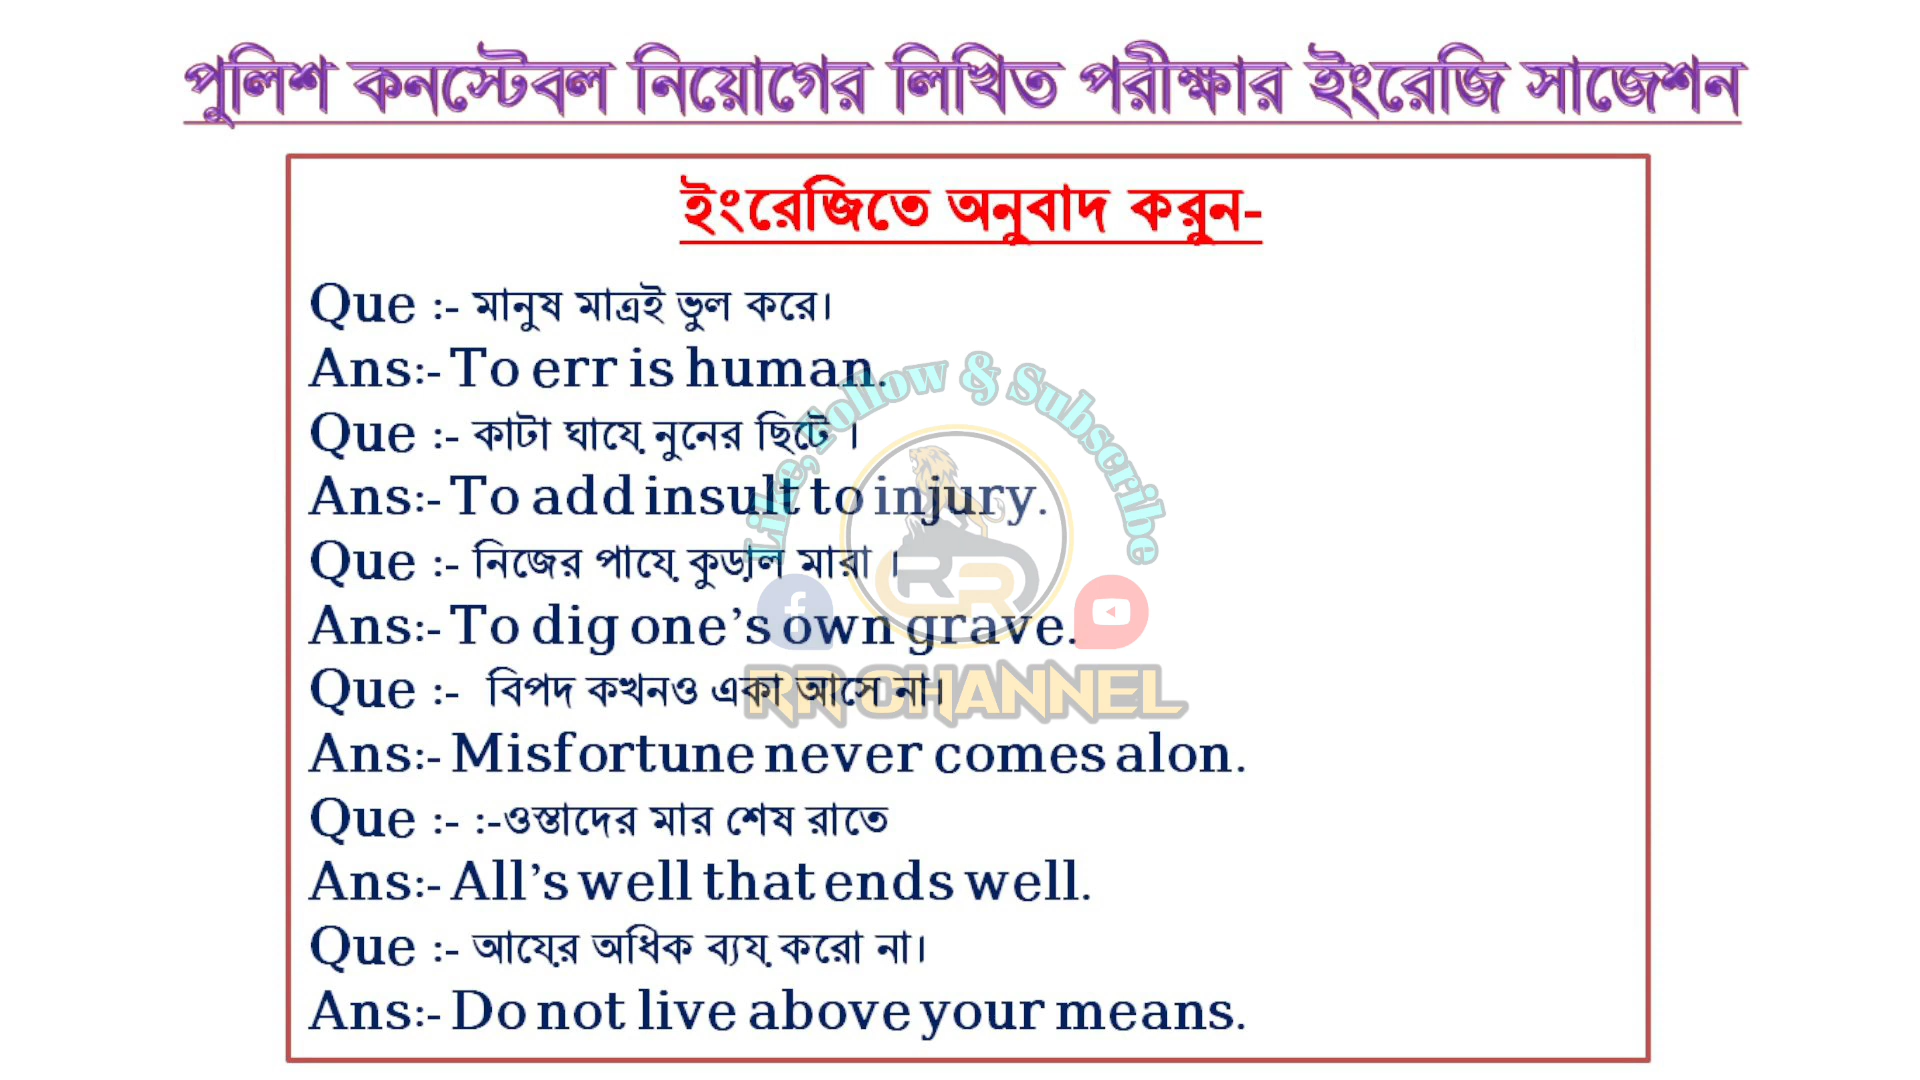 পুলিশ কনস্টেবল নিয়োগের লিখিত পরীক্ষার ইংরেজি সাজেশন
ইংরেজিতে অনুবাদ করুন-
Que :- মানুষ মাত্রই ভুল করে।
Ans:- To err is human.
Que :- কাটা ঘায়ে নুনের ছিটে ।
Ans:- To add insult to injury.
Que :- নিজের পায়ে কুড়াল মারা ।
Ans:- To dig one’s own grave.
Que :- বিপদ কখনও একা আসে না।
Ans:- Misfortune never comes alon.
Que :- :-ওস্তাদের মার শেষ রাতে
Ans:- All’s well that ends well.
Que :- আয়ের অধিক ব্যয় করো না।
Ans:- Do not live above your means.
Like, Follow & Subscribe
RR
RR CHANNEL